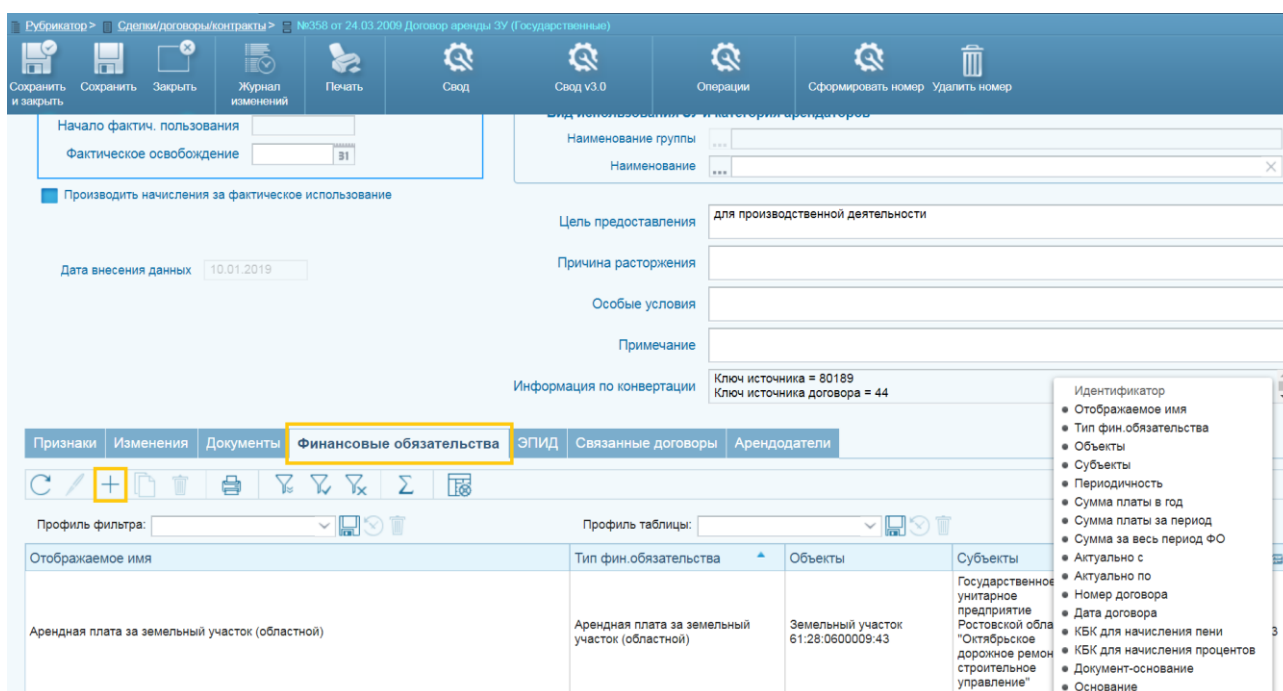 Рубрикатор > Сделки/договоры/контракты > №358 от 24.03.2009 Договор аренды ЗУ (Государственные)
Сохранить и закрыть
Сохранить
Закрыть
Журнал изменений
Печать
Свод
Свод v3.0
Операции
Сформировать номер
Удалить номер
Начало фактич. пользования
Фактическое освобождение
31
Производить начисления за фактическое использование
Дата внесения данных 10.01.2019
Вид использования ЗУ и категория арендаторов
Наименование группы ...
Наименование ...
Цель предоставления для производственной деятельности
Причина расторжения
Особые условия
Примечание
Информация по конвертации
Ключ источника = 80189
Ключ источника договора = 44
Признаки Изменения Документы Финансовые обязательства ЭПИД Связанные договоры Арендодатели
Профиль фильтра:
Профиль таблицы:
Отображаемое имя
Тип фин.обязательства
Объекты
Субъекты
Арендная плата за земельный участок (областной)
Арендная плата за земельный
участок (областной)
Земельный участок
61:28:0600009:43
Государственное
унитарное
предприятие
Ростовской обла
"Октябрьское
дорожное ремон
строительное
управление"
3
Идентификатор
Отображаемое имя
Тип фин.обязательства
Объекты
Субъекты
Периодичность
Сумма платы в год
Сумма платы за период
Сумма за весь период ФО
Актуально с
Актуально по
Номер договора
Дата договора
КБК для начисления пени
КБК для начисления процентов
Документ-основание
Основание